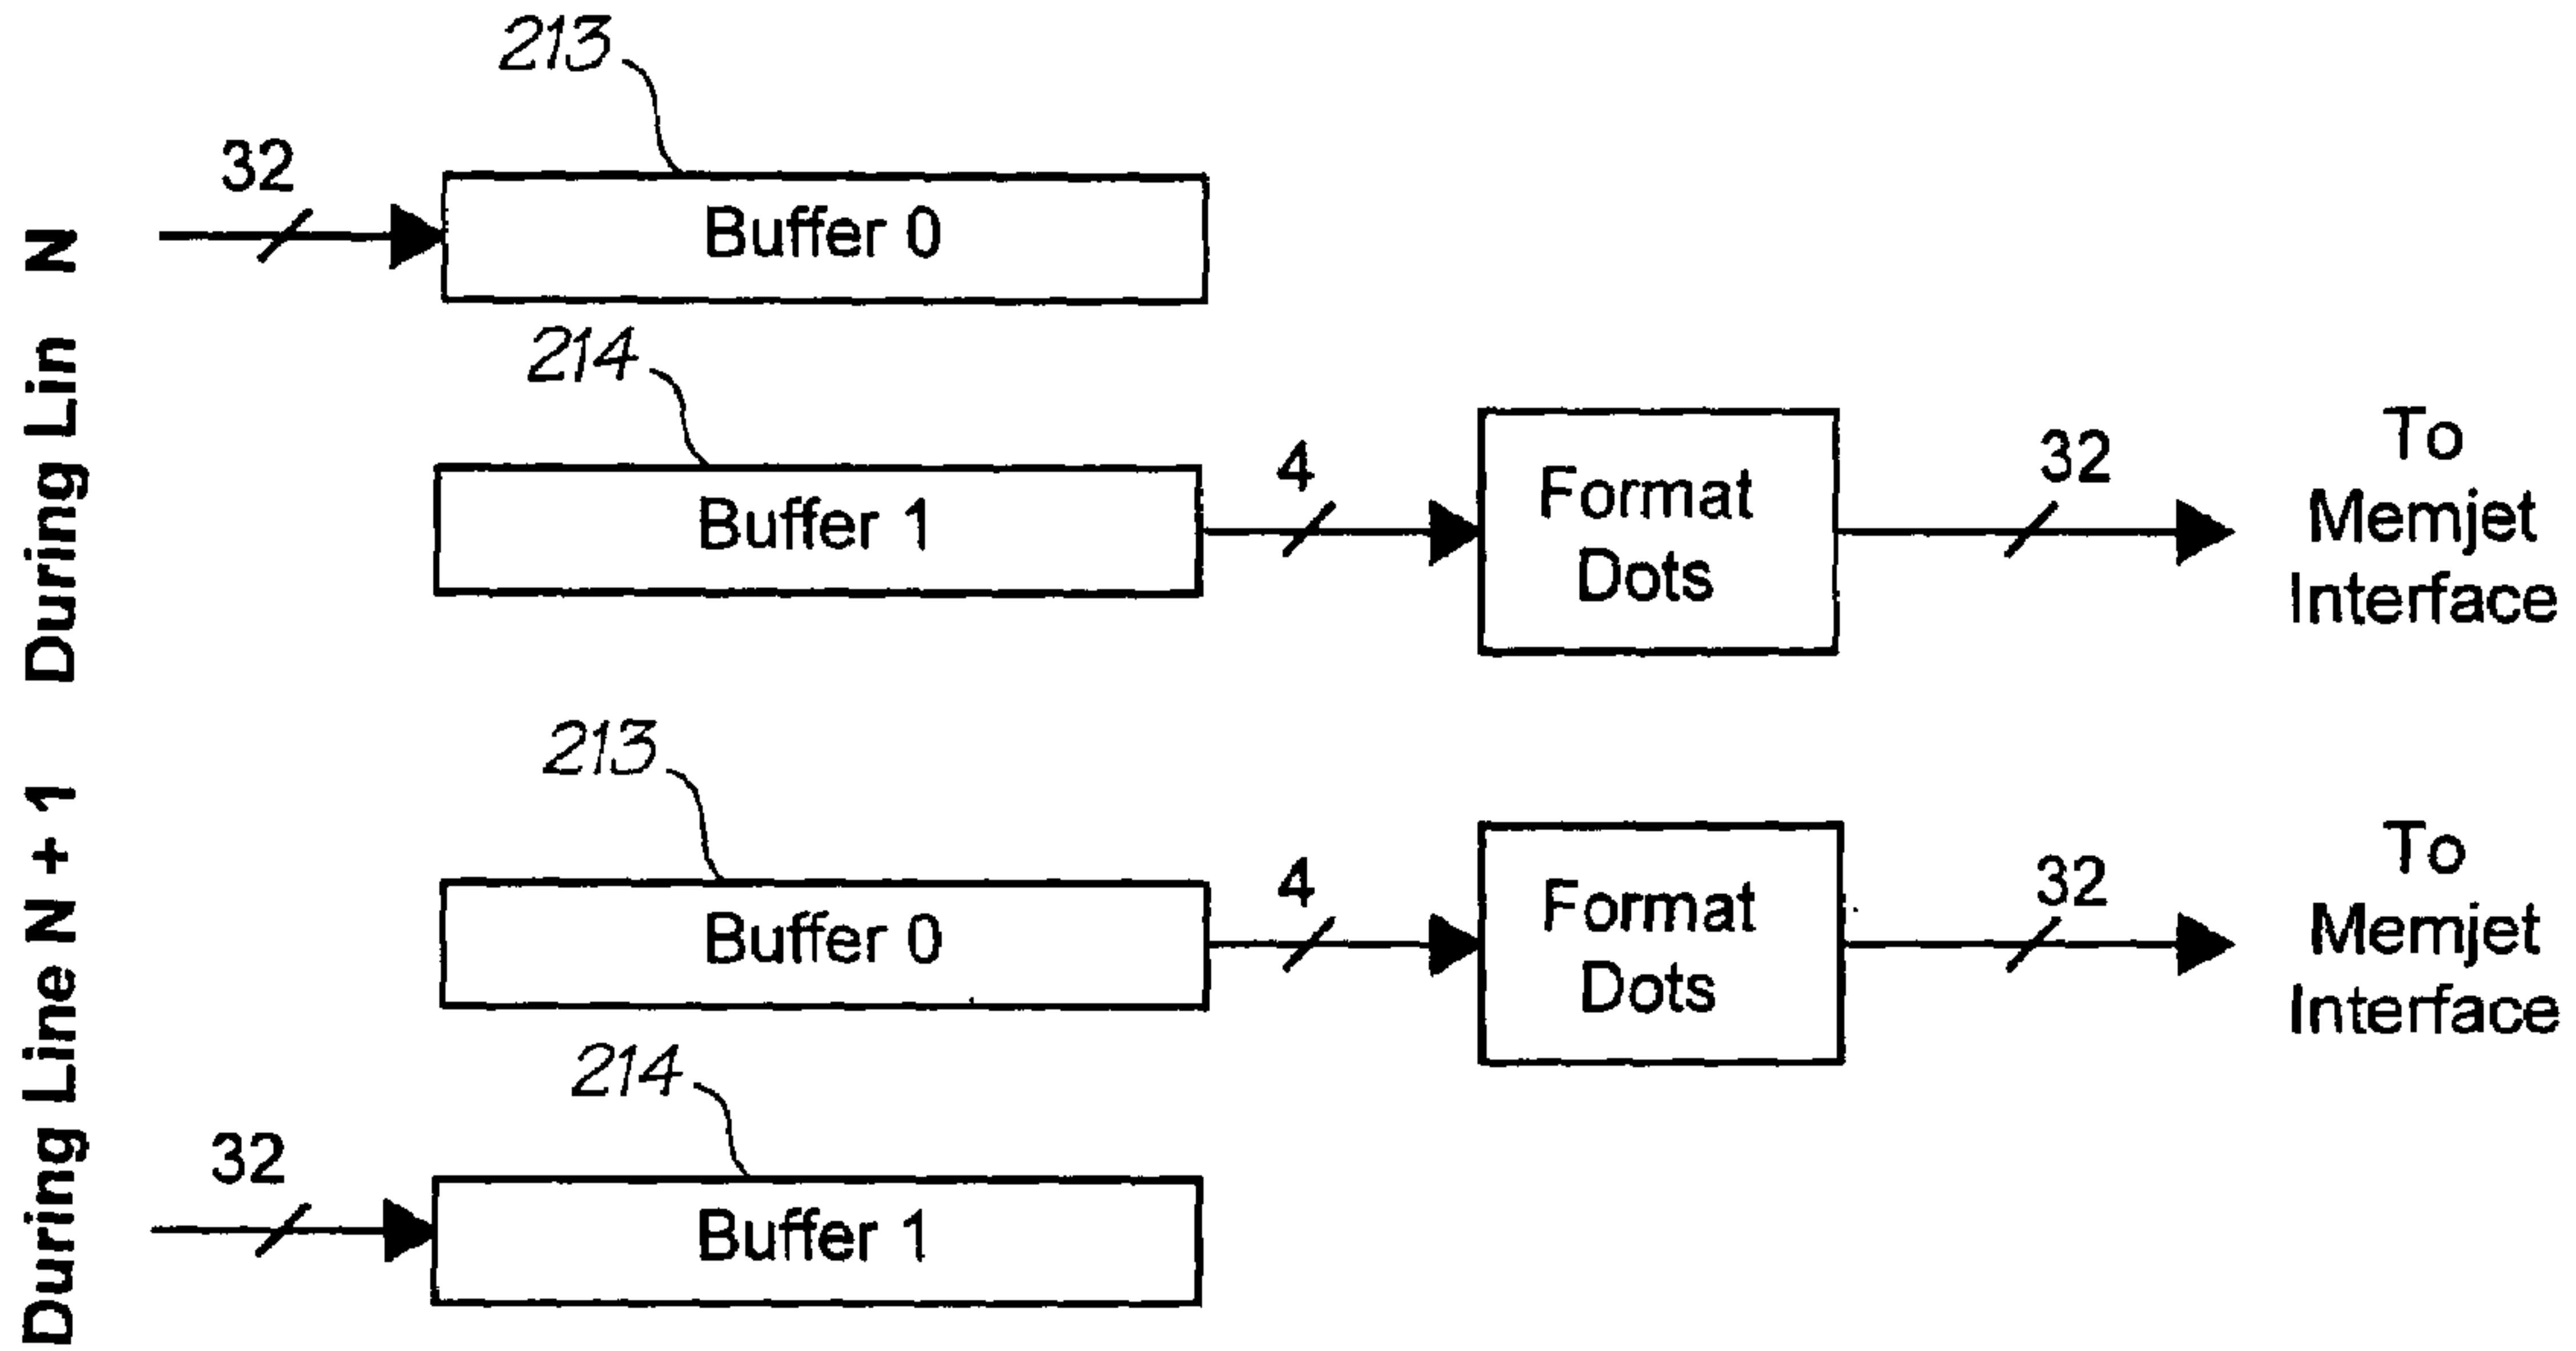 During Lin N
213
32
Buffer 0
214
Buffer 1
4
Format
Dots
32
To
Memjet
Interface
During Line N + 1
213
Buffer 0
4
Format
Dots
32
To
Memjet
Interface
214
32
Buffer 1